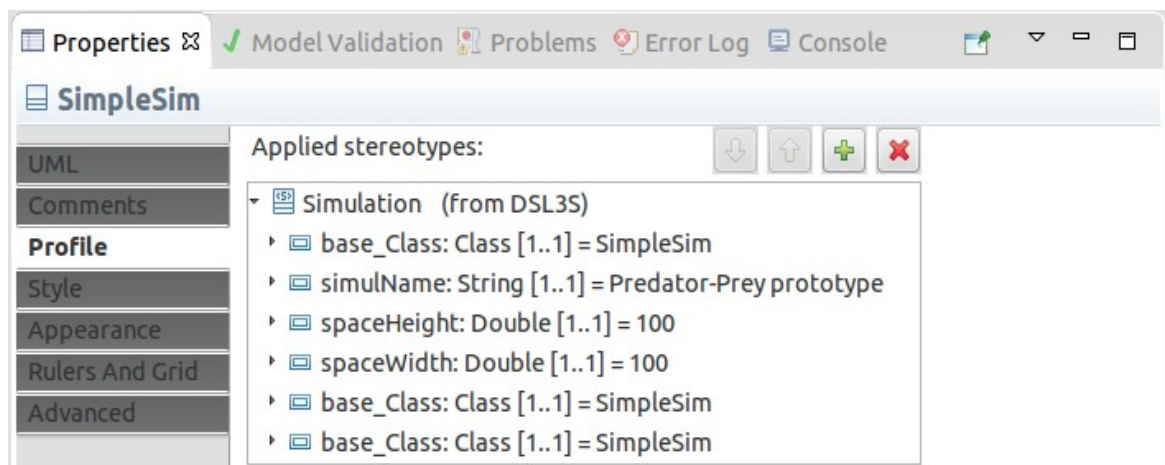 Properties Model Validation Problems Error Log Console
SimpleSim
Applied stereotypes:
UML
Comments
Profile
Style
Appearance
Rulers And Grid
Advanced
<S> Simulation (from DSL3S)
base_Class: Class [1..1] = SimpleSim
simulName: String [1..1] = Predator-Prey prototype
spaceHeight: Double [1..1] = 100
spaceWidth: Double [1..1] = 100
base_Class: Class [1..1] = SimpleSim
base_Class: Class [1..1] = SimpleSim